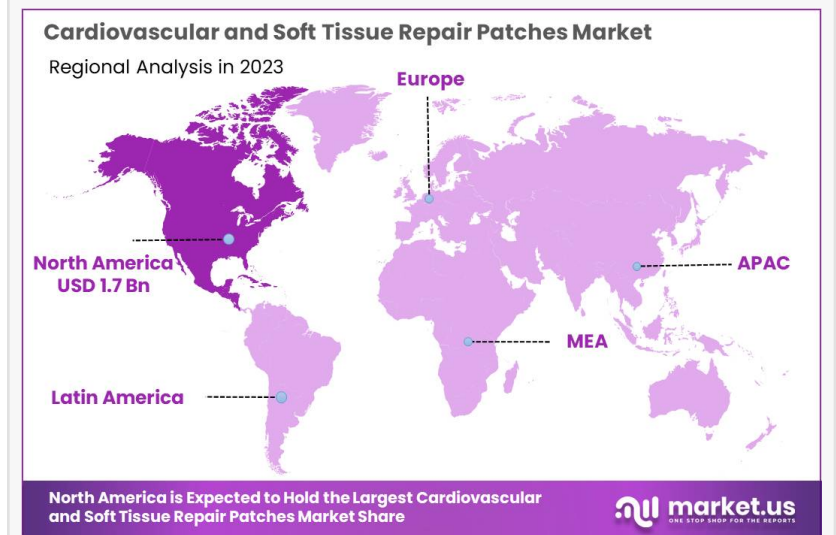 Cardiovascular and Soft Tissue Repair Patches Market
Regional Analysis in 2023
Europe
North America
USD 1.7 Bn
APAC
MEA
Latin America
North America is Expected to Hold the Largest Cardiovascular
and Soft Tissue Repair Patches Market Share
market.us
ONE STOP SHOP FOR THE REPORTS